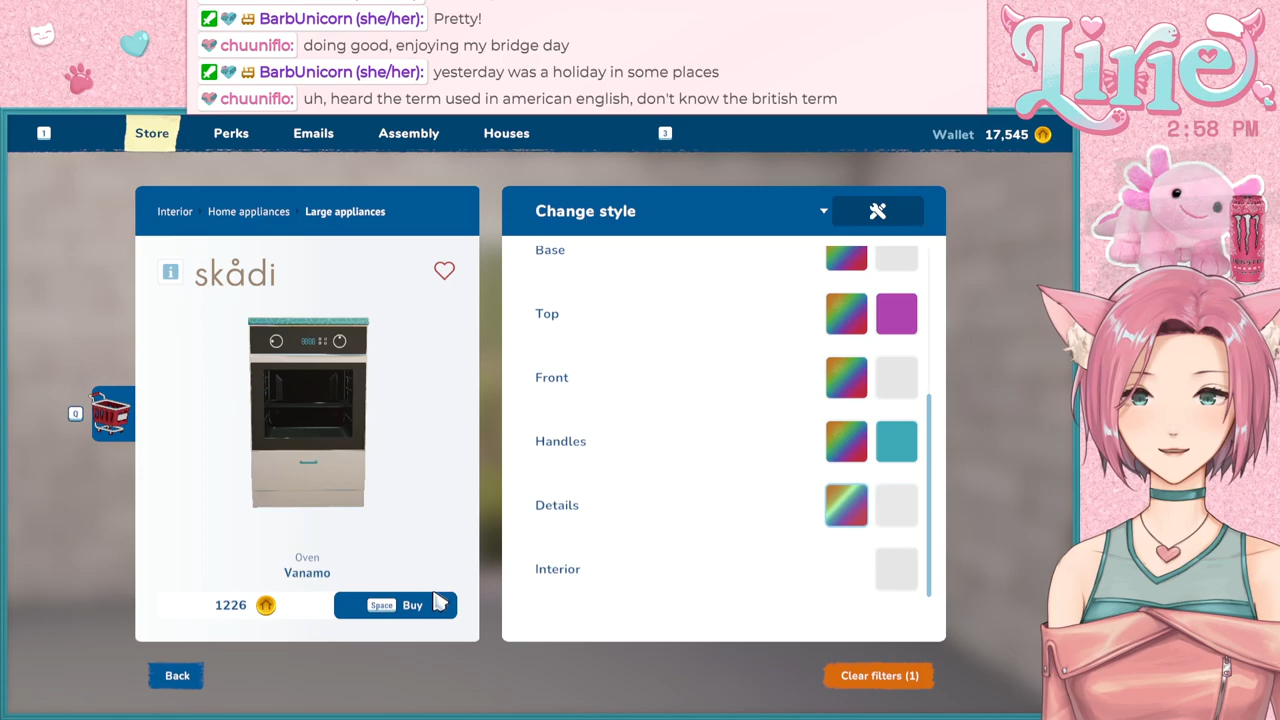 BarbUnicorn (she/her): Pretty!
chuuniflo: doing good, enjoying my bridge day
BarbUnicorn (she/her): yesterday was a holiday in some places
chuuniflo: uh, heard the term used in american english, don't know the british term
Lirie
2:58 PM
1 Store Perks Emails Assembly Houses 3 Wallet 17,545
Interior Home appliances Large appliances
skådi
Oven
Vanamo
1226 Space Buy
Q
Back
Change style
Base
Top
Front
Handles
Details
Interior
Clear filters (1)